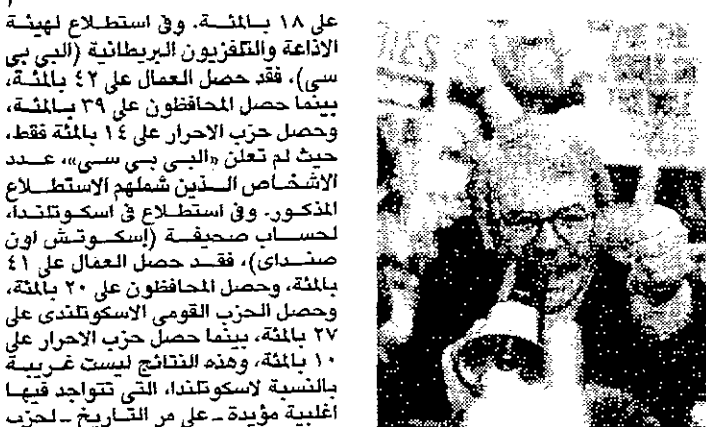 على ١٨ بالمئة. وفي استطلاع لهيئة
الاذاعة والتلفزيون البريطانية (البي بي
سي)، فقد حصل العمال على ٤٢ بالمئة،
بينما حصل المحافظون على ٣٩ بالمئة،
وحصل حزب الاحرار على ١٤ بالمئة فقط،
حيث لم تعلن «البي بي سي»، عدد
الاشخاص الذين شملهم الاستطلاع
المذكور. وفي استطلاع في اسكوتلندا،
لحساب صحيفة (إسكوتش اون
صنداي)، فقد حصل العمال على ٤١
بالمئة، وحصل المحافظون على ٢٠ بالمئة،
وحصل الحزب القومي الاسكوتلندي على
٢٧ بالمئة، بينما حصل حزب الاحرار على
١٠ بالمئة، وهذه النتائج ليست غريبة
بالنسبة لاسكوتلندا، التي تتواجد فيها
اغلبية مؤيدة ـ على مر التاريخ ـ لحزب